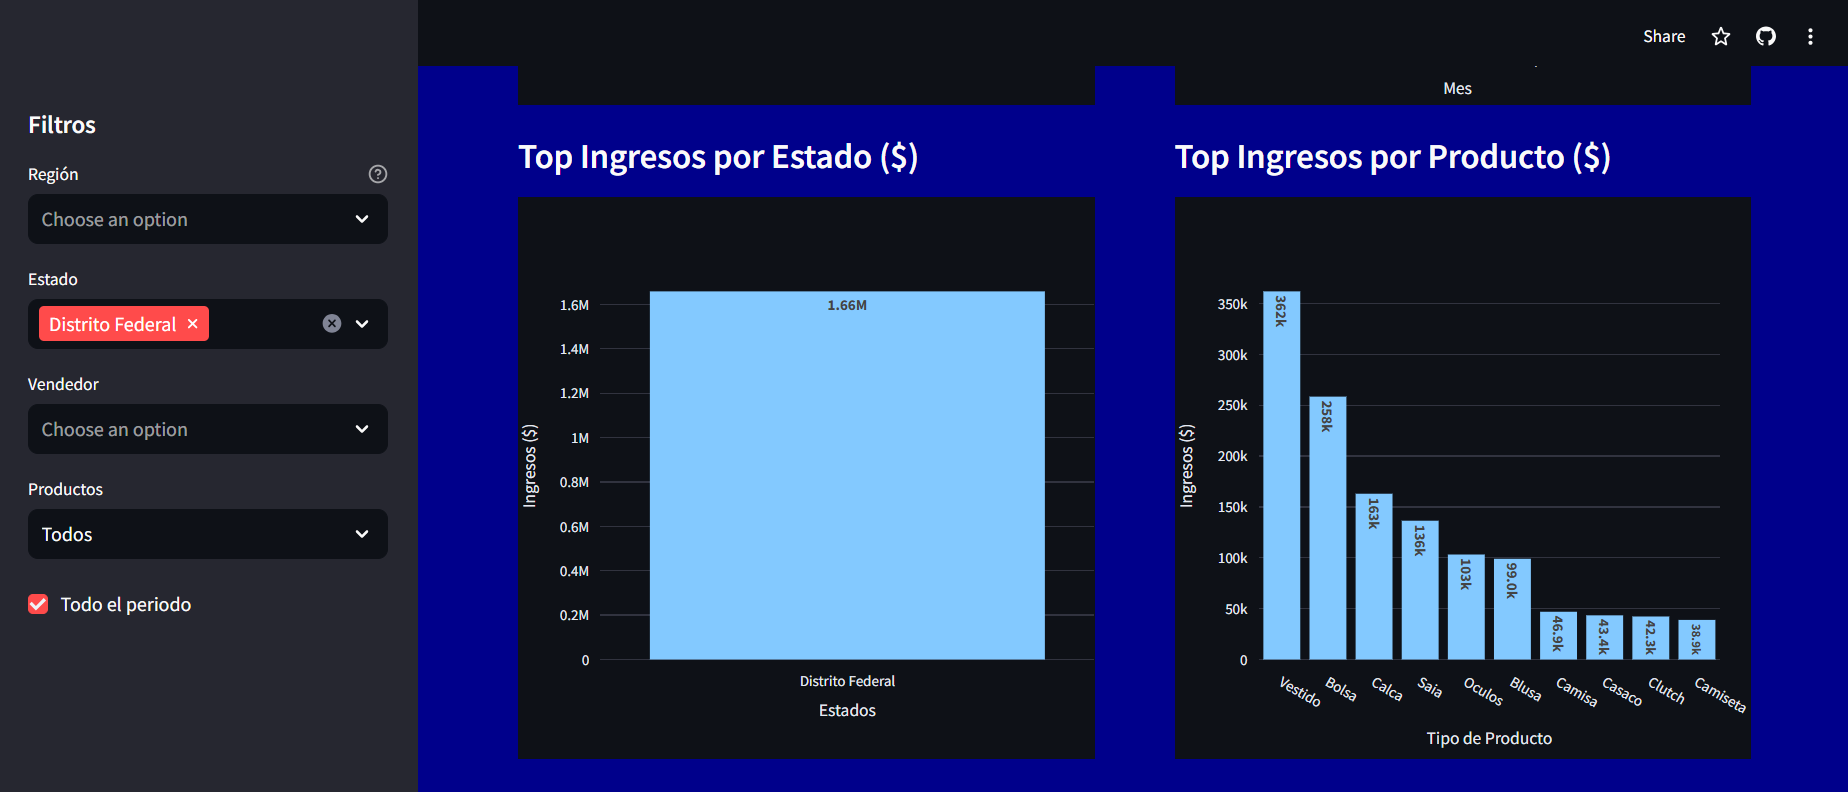 Share
Filtros
Región
Choose an option
Estado
Distrito Federal
Vendedor
Choose an option
Productos
Todos
Todo el periodo
Mes
Top Ingresos por Estado ($)
1.6M
1.4M
1.2M
1M
0.8M
0.6M
0.4M
0.2M
0
Ingresos ($)
1.66M
Distrito Federal
Estados
Top Ingresos por Producto ($)
350k
300k
250k
200k
150k
100k
50k
0
Ingresos ($)
362k
258k
163k
136k
103k
99.0k
46.9k
43.4k
42.3k
38.9k
Vestido
Bolsa
Calca
Saia
Oculos
Blusa
Camisa
Casaco
Clutch
Camiseta
Tipo de Producto